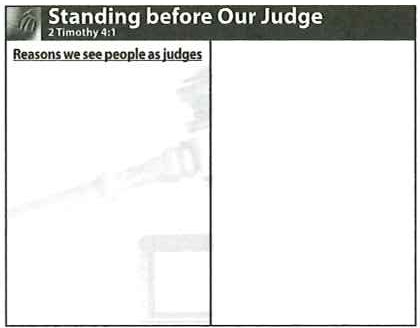 Standing before Our Judge
2 Timothy 4:1
Reasons we see people as judges